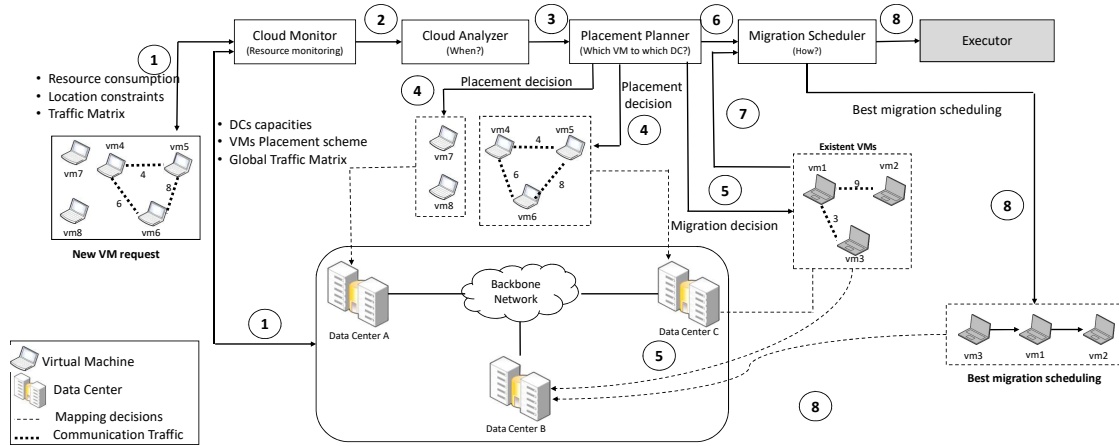 2
3
6
8
Cloud Monitor
(Resource monitoring)
Cloud Analyzer
(When?)
Placement Planner
(Which VM to which DC?)
Migration Scheduler
(How?)
Executor
1
• Resource consumption
• Location constraints
• Traffic Matrix
Placement decision
Placement
decision
4
4
7
Best migration scheduling
• DCs capacities
• VMs Placement scheme
• Global Traffic Matrix
vm7
vm8
vm4
vm5
4
6
8
vm6
New VM request
vm7
vm8
vm4
vm5
4
6
8
vm6
Existent VMs
vm1
vm2
9
3
vm3
5
Migration decision
8
Backbone
Network
Data Center A
Data Center C
Data Center B
1
5
8
vm3
vm1
vm2
Best migration scheduling
Virtual Machine
Data Center
Mapping decisions
Communication Traffic